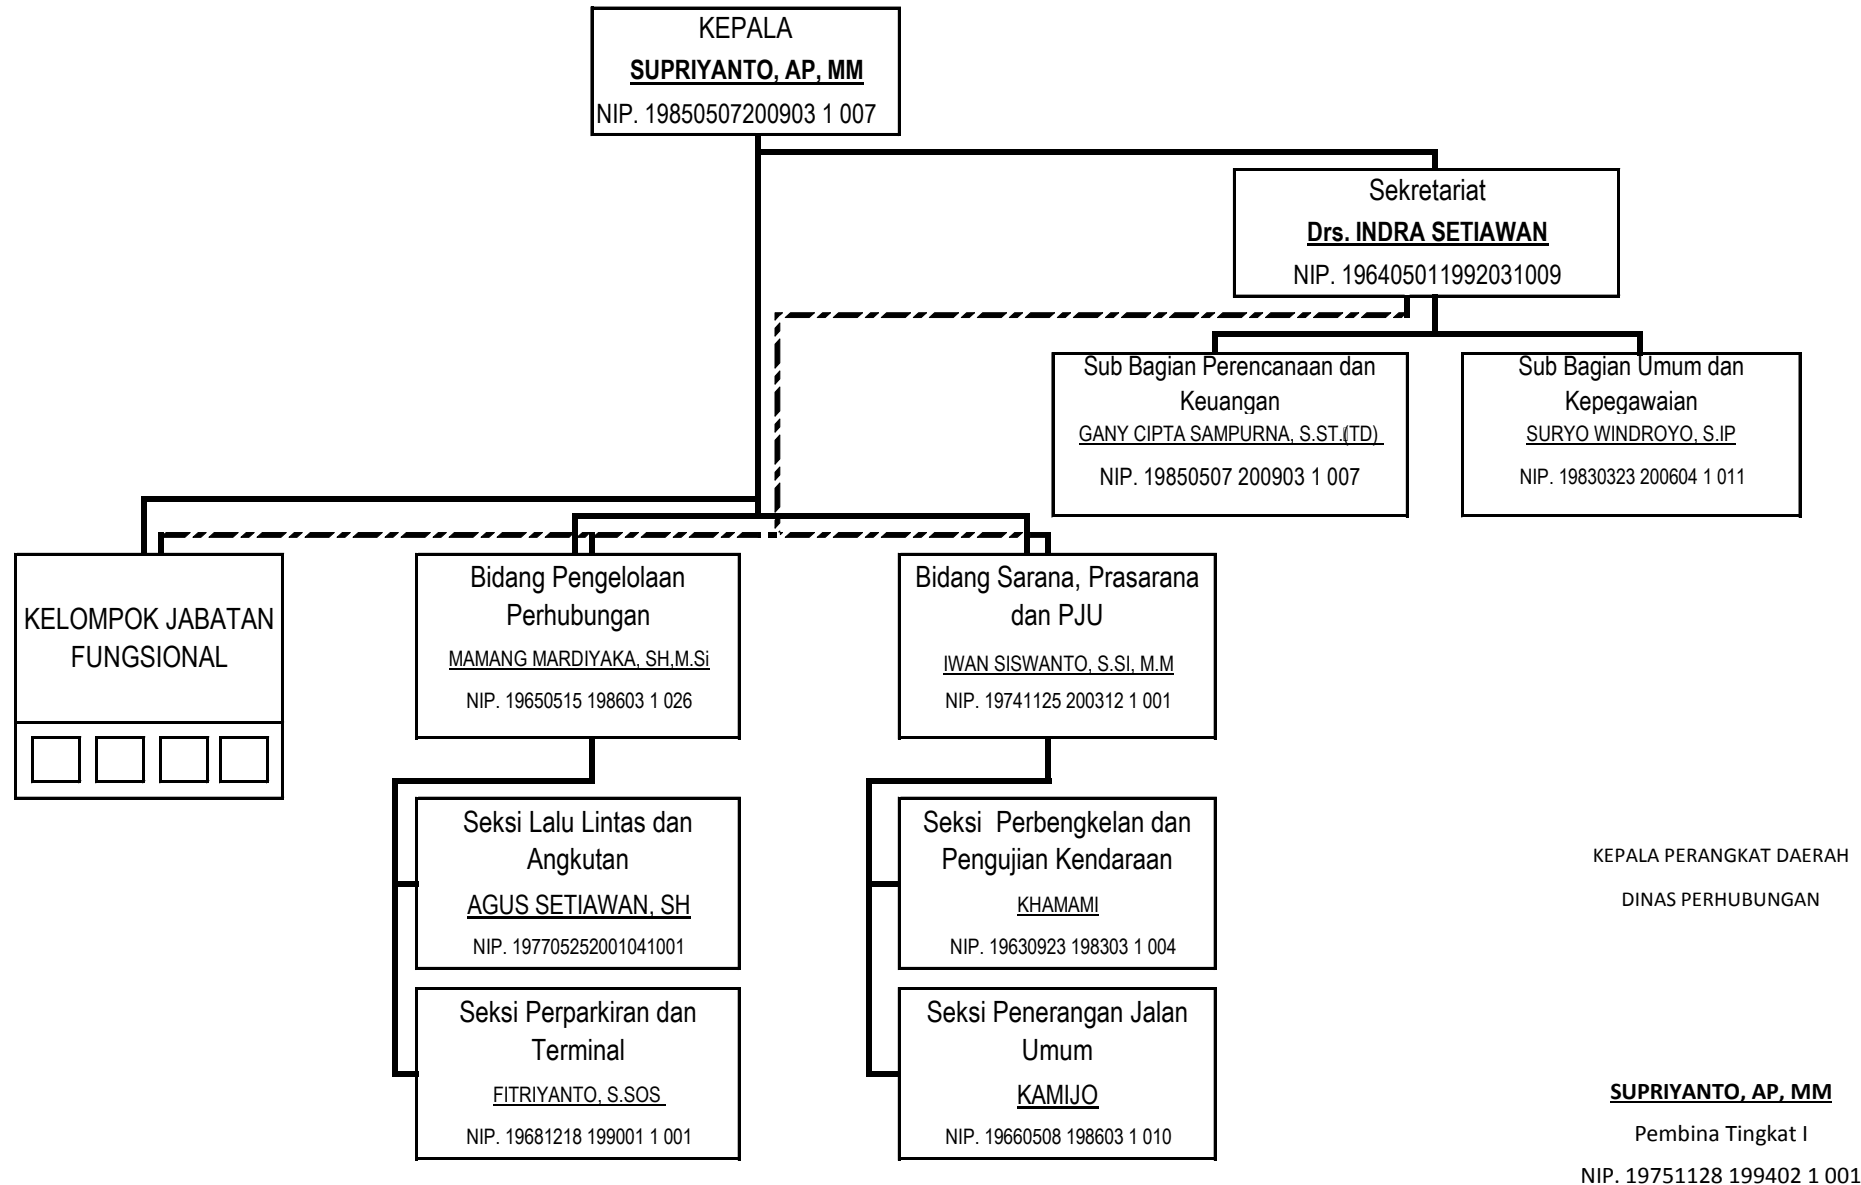 KEPALA
SUPRIYANTO, AP, MM
NIP. 19850507200903 1 007
Sekretariat
Drs. INDRA SETIAWAN
NIP. 196405011992031009
Sub Bagian Perencanaan dan
Keuangan
GANY CIPTA SAMPURNA, S.ST.(TD)
NIP. 19850507 200903 1 007
Sub Bagian Umum dan
Kepegawaian
SURYO WINDROYO, S.IP
NIP. 19830323 200604 1 011
KELOMPOK JABATAN
FUNGSIONAL
Bidang Pengelolaan
Perhubungan
MAMANG MARDIYAKA, SH,M.Si
NIP. 19650515 198603 1 026
Bidang Sarana, Prasarana
dan PJU
IWAN SISWANTO, S.SI, M.M
NIP. 19741125 200312 1 001
Seksi Lalu Lintas dan
Angkutan
AGUS SETIAWAN, SH
NIP. 197705252001041001
Seksi Perbengkelan dan
Pengujian Kendaraan
KHAMAMI
NIP. 19630923 198303 1 004
Seksi Perparkiran dan
Terminal
FITRIYANTO, S.SOS
NIP. 19681218 199001 1 001
Seksi Penerangan Jalan
Umum
KAMIJO
NIP. 19660508 198603 1 010
KEPALA PERANGKAT DAERAH
DINAS PERHUBUNGAN
SUPRIYANTO, AP, MM
Pembina Tingkat I
NIP. 19751128 199402 1 001